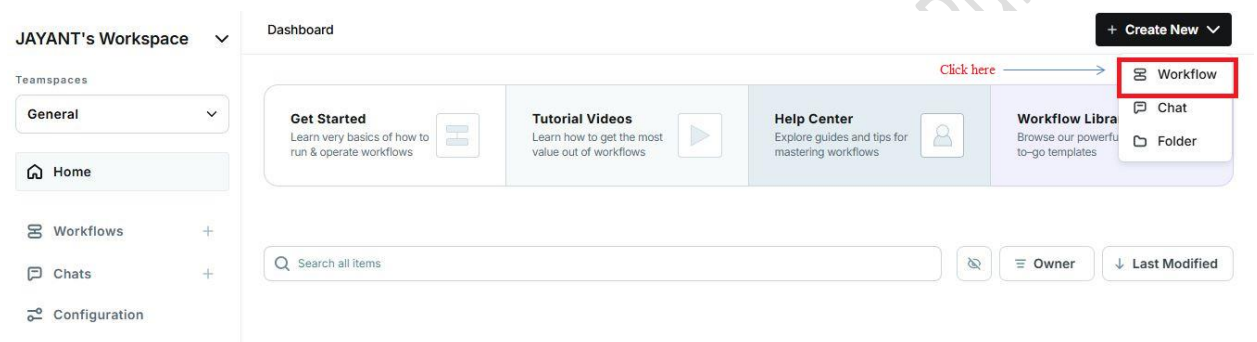 JAYANT's Workspace
Teamspaces
General
Home
Workflows
Chats
Configuration
Dashboard
+ Create New
Click here
Workflow
Chat
Folder
Get Started
Learn very basics of how to
run & operate workflows
Tutorial Videos
Learn how to get the most
value out of workflows
Help Center
Explore guides and tips for
mastering workflows
Workflow Libra
Browse our powerfu
to-go templates
Search all items
Owner
Last Modified